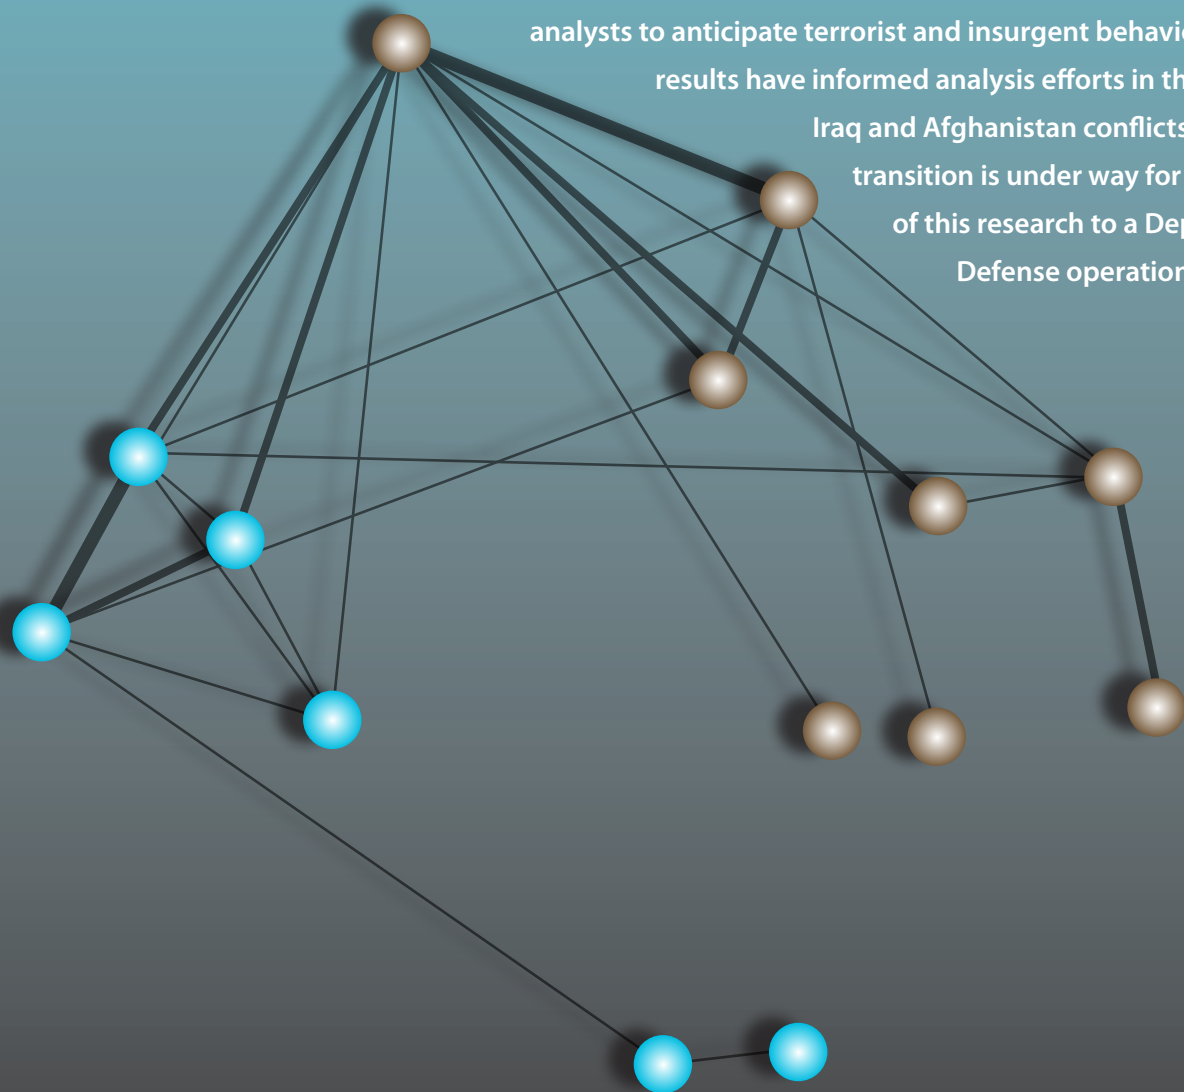 analysts to anticipate terrorist and insurgent behavi
results have informed analysis efforts in th
Iraq and Afghanistan conflicts
transition is under way for
of this research to a De
Defense operation